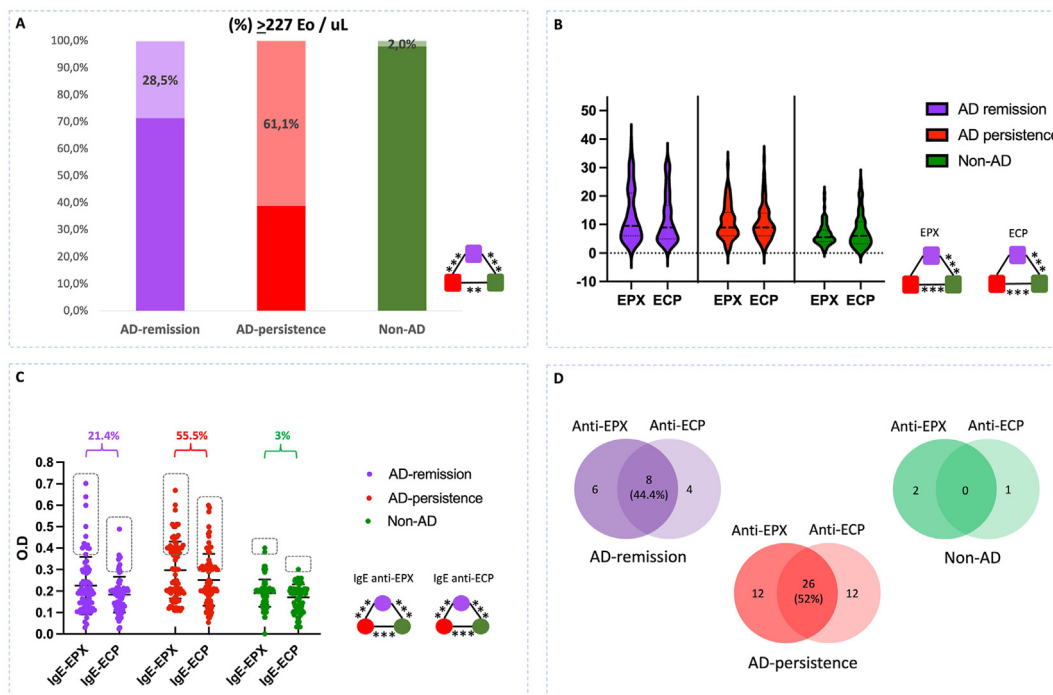 A
(%) ≥227 Eo / uL
100,0%
90,0%
80,0%
70,0%
60,0%
50,0%
40,0%
30,0%
20,0%
10,0%
0,0%
28,5%
61,1%
2,0%
AD-remission
AD-persistence
Non-AD
***
***
**
B
50
40
30
20
10
0
-10
EPX ECP
EPX ECP
EPX ECP
AD remission
AD persistence
Non-AD
EPX
ECP
***
***
***
***
C
21.4%
55.5%
3%
0.8
0.7
0.6
0.5
0.4
0.3
0.2
0.1
0.0
O.D
IgE-EPX
IgE-ECP
IgE-EPX
IgE-ECP
IgE-EPX
IgE-ECP
AD-remission
AD-persistence
Non-AD
IgE anti-EPX
IgE anti-ECP
***
***
D
Anti-EPX Anti-ECP
6
8
(44.4%)
4
AD-remission
Anti-EPX Anti-ECP
2
0
1
Non-AD
Anti-EPX Anti-ECP
12
26
(52%)
12
AD-persistence